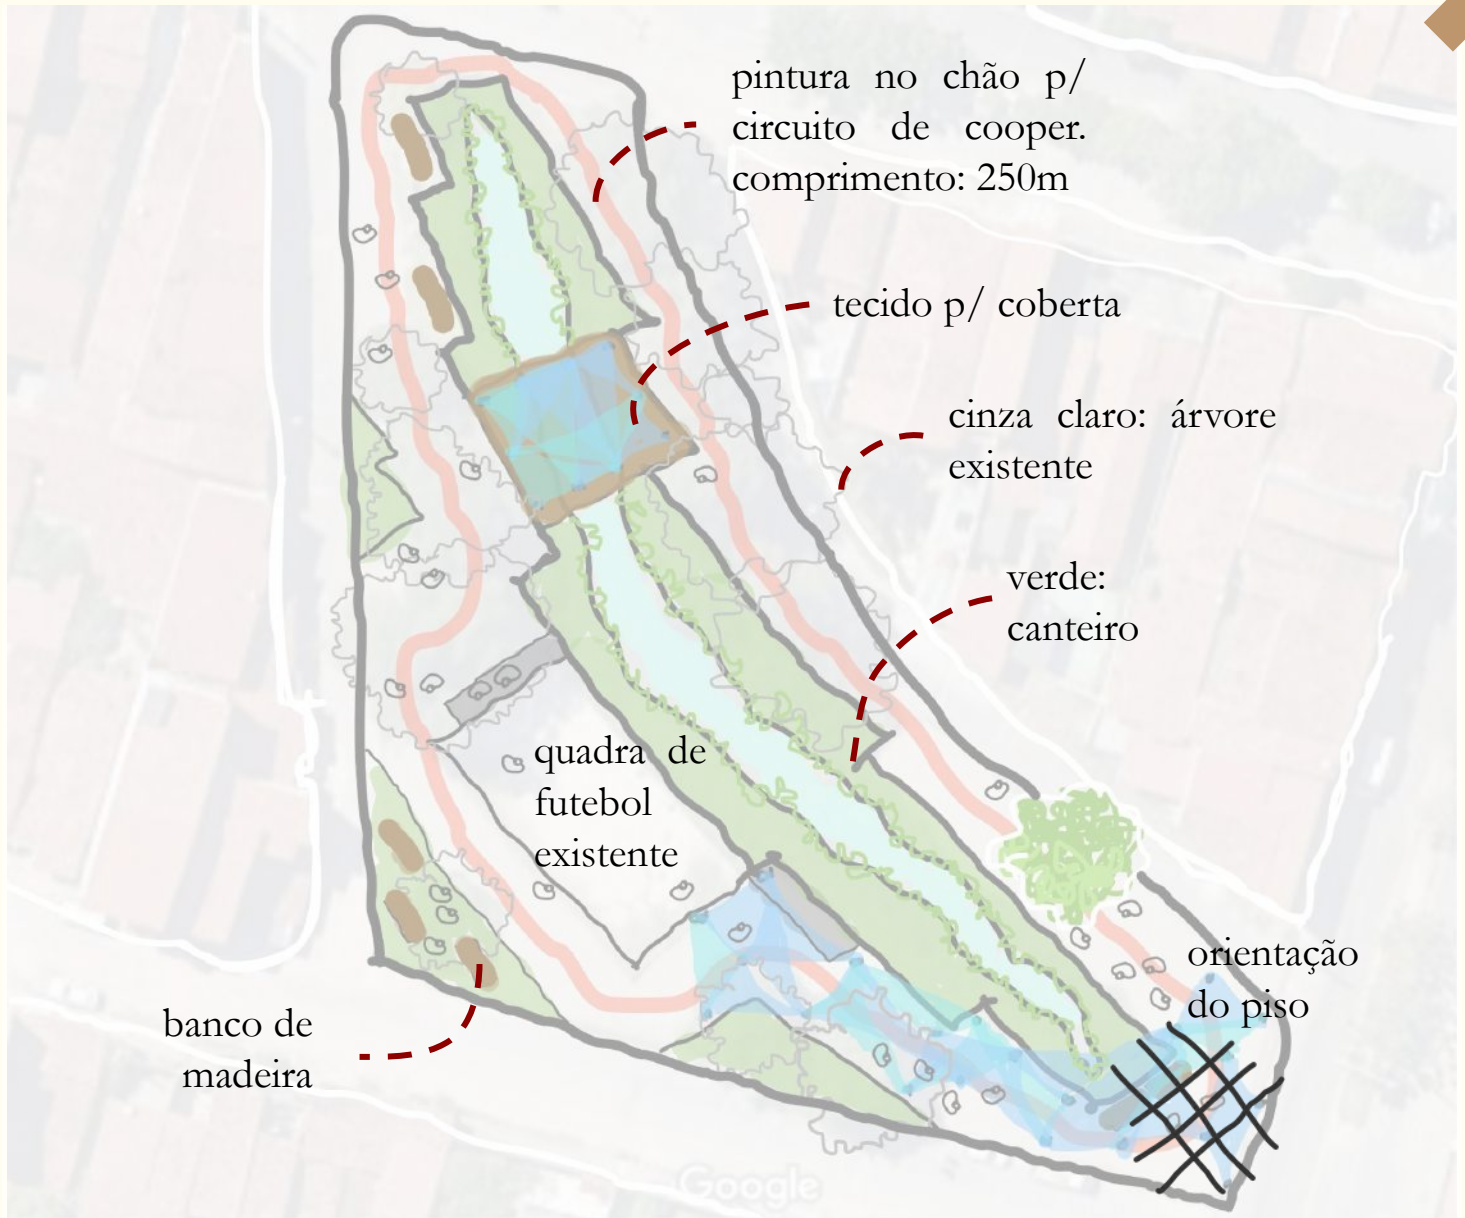 pintura no chão p/
circuito de cooper.
comprimento: 250m
tecido p/ coberta
cinza claro: árvore
existente
verde:
canteiro
quadra de
futebol
existente
orientação
do piso
banco de
madeira
Google